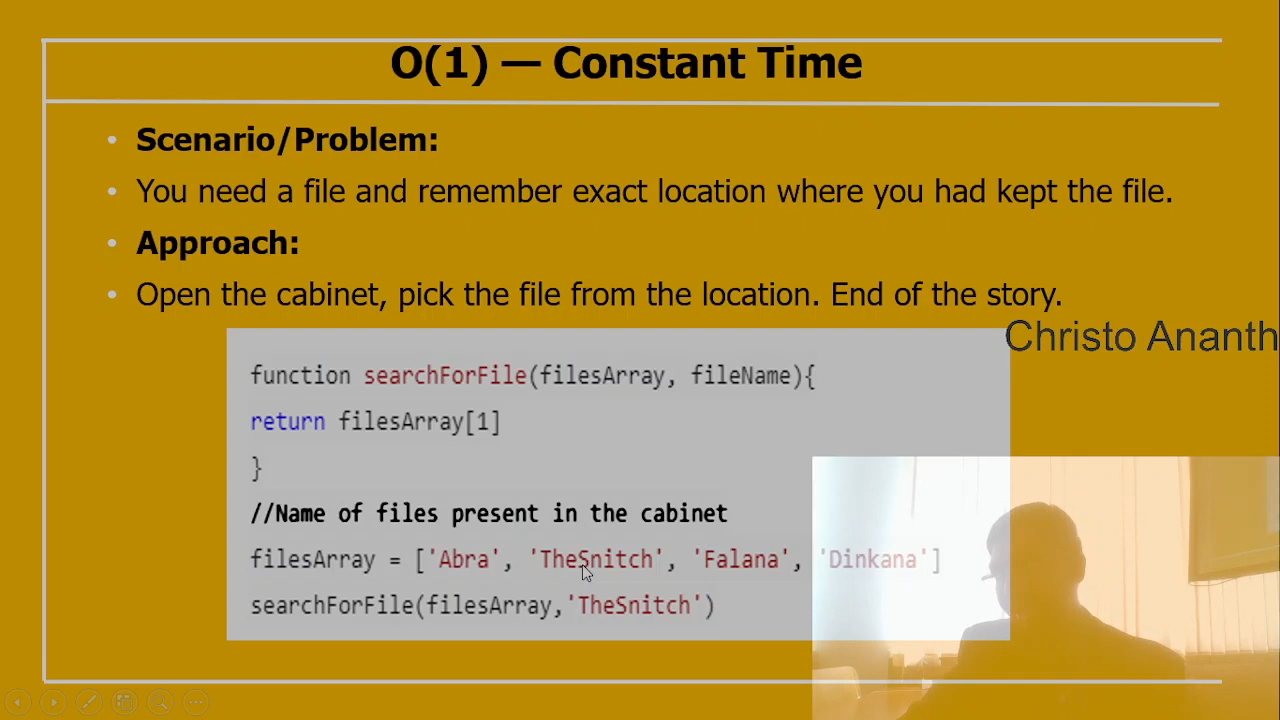 O(1) — Constant Time
• Scenario/Problem:
• You need a file and remember exact location where you had kept the file.
• Approach:
• Open the cabinet, pick the file from the location. End of the story.
Christo Ananth
function searchForFile(filesArray, fileName){
return filesArray[1]
}
//Name of files present in the cabinet
filesArray = ['Abra', 'TheSnitch', 'Falana', 'Dinkana']
searchForFile(filesArray,'TheSnitch')